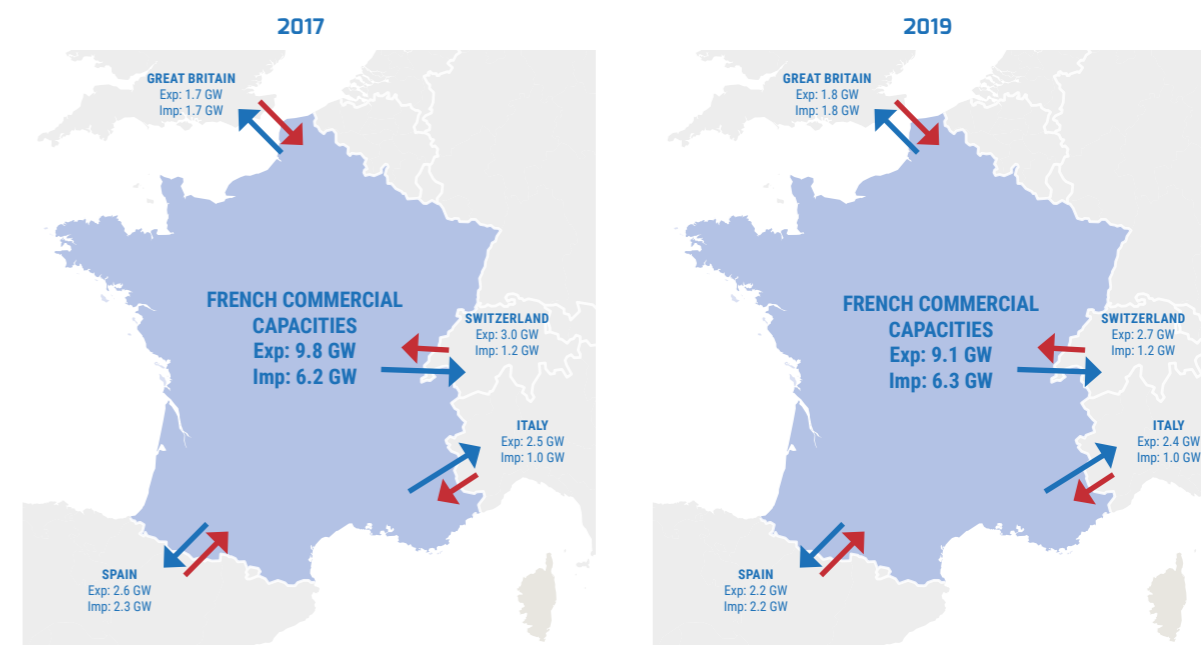 2017
GREAT BRITAIN
Exp: 1.7 GW
Imp: 1.7 GW
FRENCH COMMERCIAL
CAPACITIES
Exp: 9.8 GW
Imp: 6.2 GW
SWITZERLAND
Exp: 3.0 GW
Imp: 1.2 GW
ITALY
Exp: 2.5 GW
Imp: 1.0 GW
SPAIN
Exp: 2.6 GW
Imp: 2.3 GW
2019
GREAT BRITAIN
Exp: 1.8 GW
Imp: 1.8 GW
FRENCH COMMERCIAL
CAPACITIES
Exp: 9.1 GW
Imp: 6.3 GW
SWITZERLAND
Exp: 2.7 GW
Imp: 1.2 GW
ITALY
Exp: 2.4 GW
Imp: 1.0 GW
SPAIN
Exp: 2.2 GW
Imp: 2.2 GW